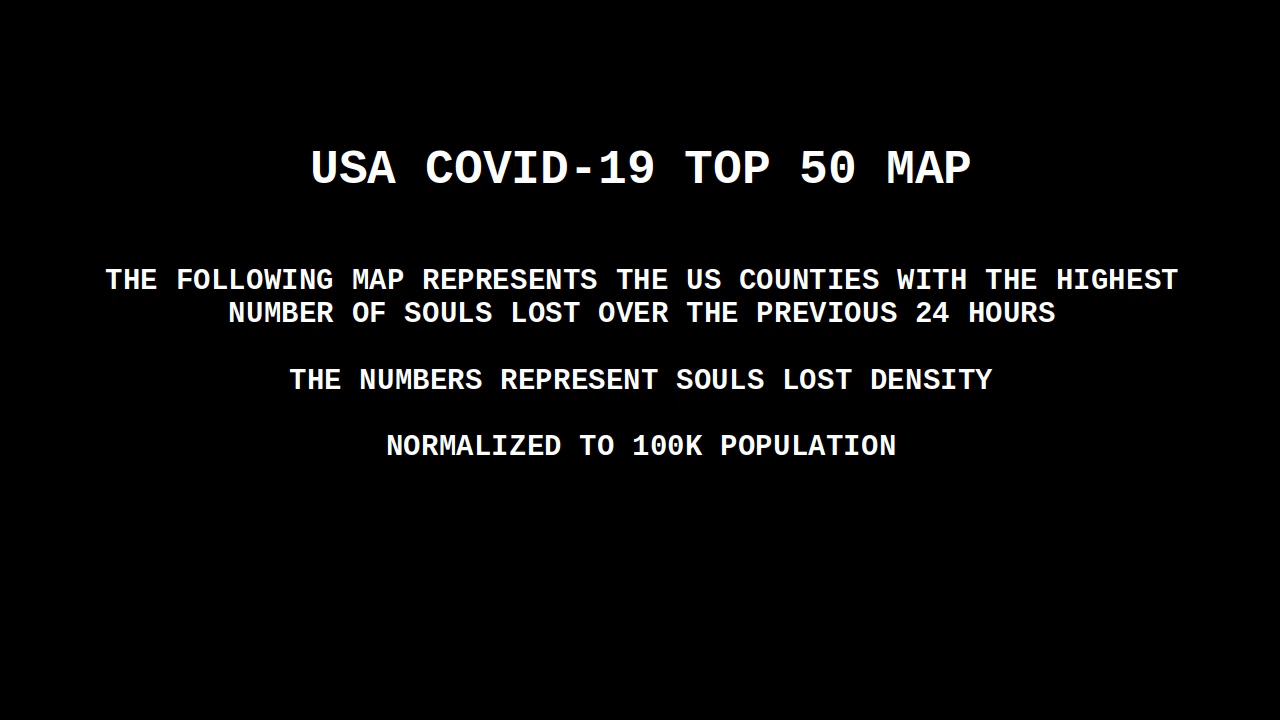 USA COVID-19 TOP 50 MAP
THE FOLLOWING MAP REPRESENTS THE US COUNTIES WITH THE HIGHEST
NUMBER OF SOULS LOST OVER THE PREVIOUS 24 HOURS
THE NUMBERS REPRESENT SOULS LOST DENSITY
NORMALIZED TO 100K POPULATION